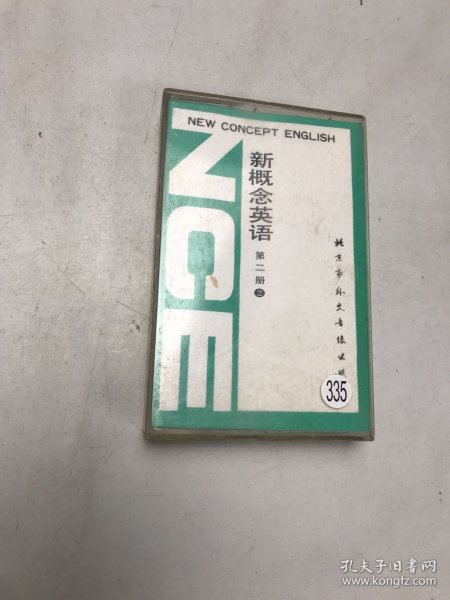 NEW CONCEPT ENGLISH
NCE
新概念英语
第二册②
北京市外文音像出版
335
孔夫子旧书网
www.kongfz.com